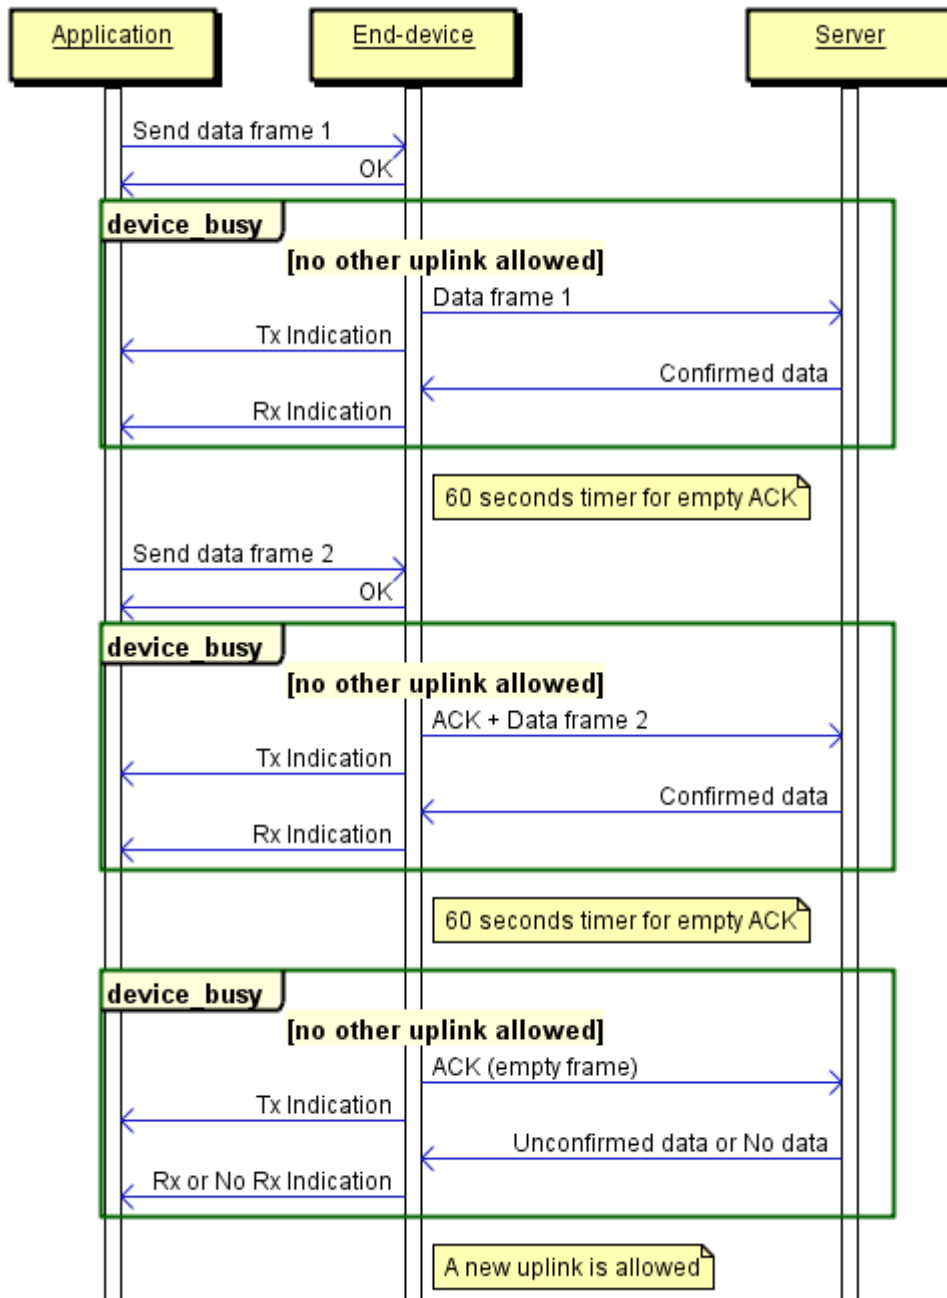 Application
End-device
Server
Send data frame 1
OK
device_busy
[no other uplink allowed]
Data frame 1
Tx Indication
Confirmed data
Rx Indication
60 seconds timer for empty ACK
Send data frame 2
OK
device_busy
[no other uplink allowed]
ACK + Data frame 2
Tx Indication
Confirmed data
Rx Indication
60 seconds timer for empty ACK
device_busy
[no other uplink allowed]
ACK (empty frame)
Tx Indication
Unconfirmed data or No data
Rx or No Rx Indication
A new uplink is allowed